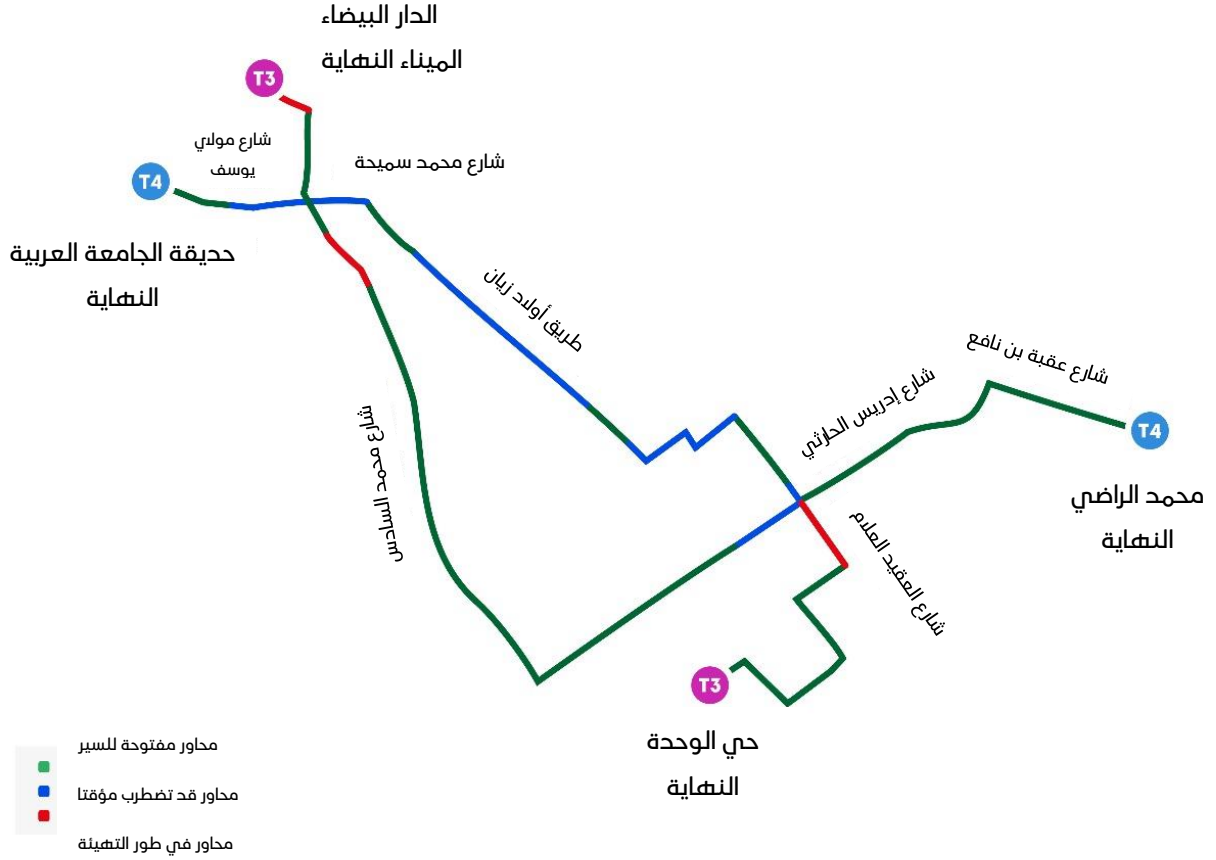 الدار البيضاء
الميناء النهاية
T3
شارع مولاي
يوسف
شارع محمد سميحة
T4
حديقة الجامعة العربية
النهاية
طريق أولاد زيان
شارع عقبة بن نافع
شارع إدريس الحارثي
T4
محمد الراضي
النهاية
شارع محمد السادس
شارع العقيد العلام
T3
حي الوحدة
النهاية
محاور مفتوحة للسير
محاور قد تضطرب مؤقتا
محاور في طور التهيئة